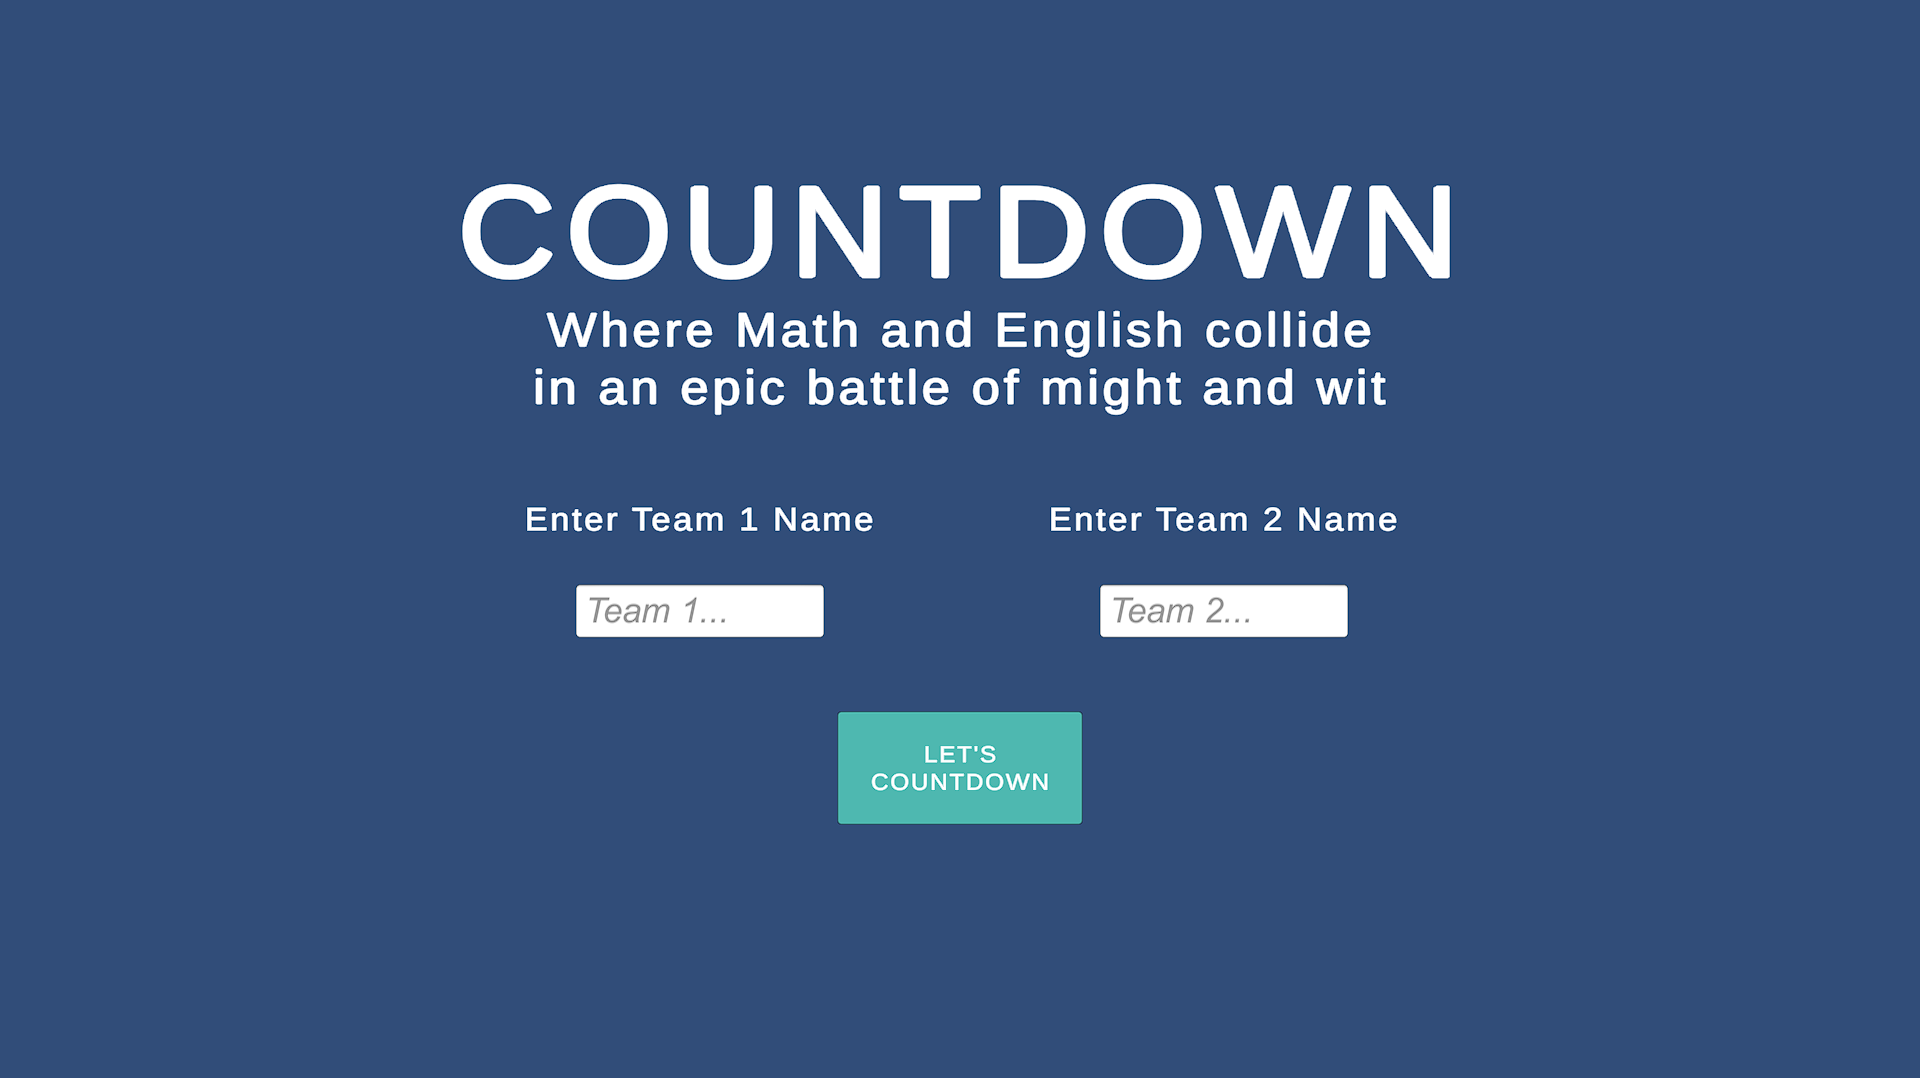 COUNTDOWN
Where Math and English collide
in an epic battle of might and wit
Enter Team 1 Name
Enter Team 2 Name
Team 1...
Team 2...
LET'S
COUNTDOWN